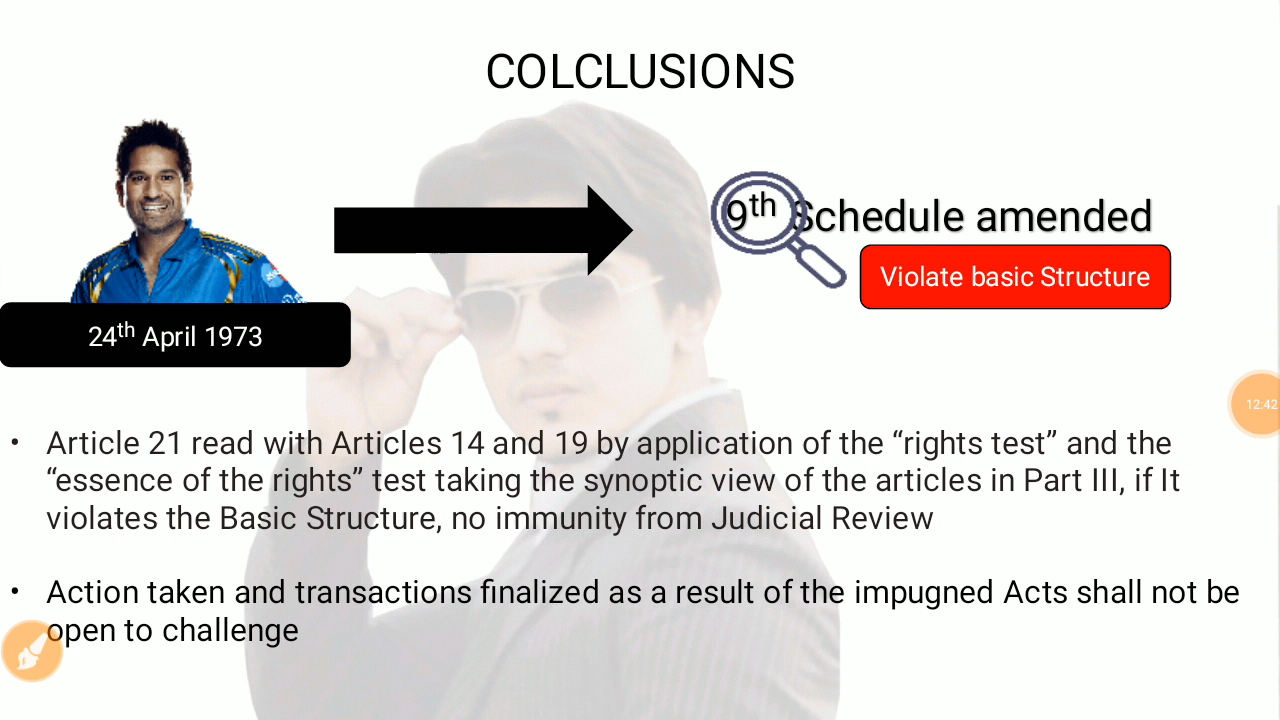 COLCLUSIONS
9th Schedule amended
Violate basic Structure
24th April 1973
12:42
• Article 21 read with Articles 14 and 19 by application of the “rights test” and the
“essence of the rights” test taking the synoptic view of the articles in Part III, if It
violates the Basic Structure, no immunity from Judicial Review
• Action taken and transactions finalized as a result of the impugned Acts shall not be
open to challenge